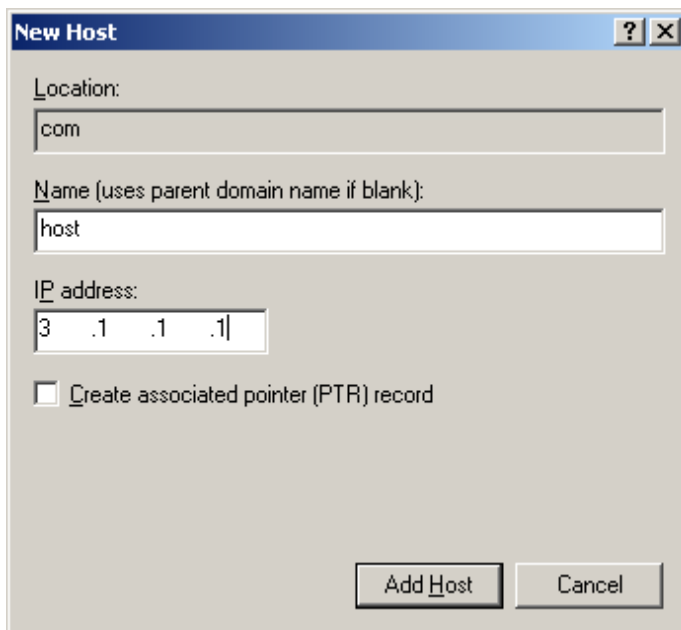 New Host
Location:
com
Name (uses parent domain name if blank):
host
IP address:
3 .1 .1 .1
Create associated pointer (PTR) record
Add Host Cancel